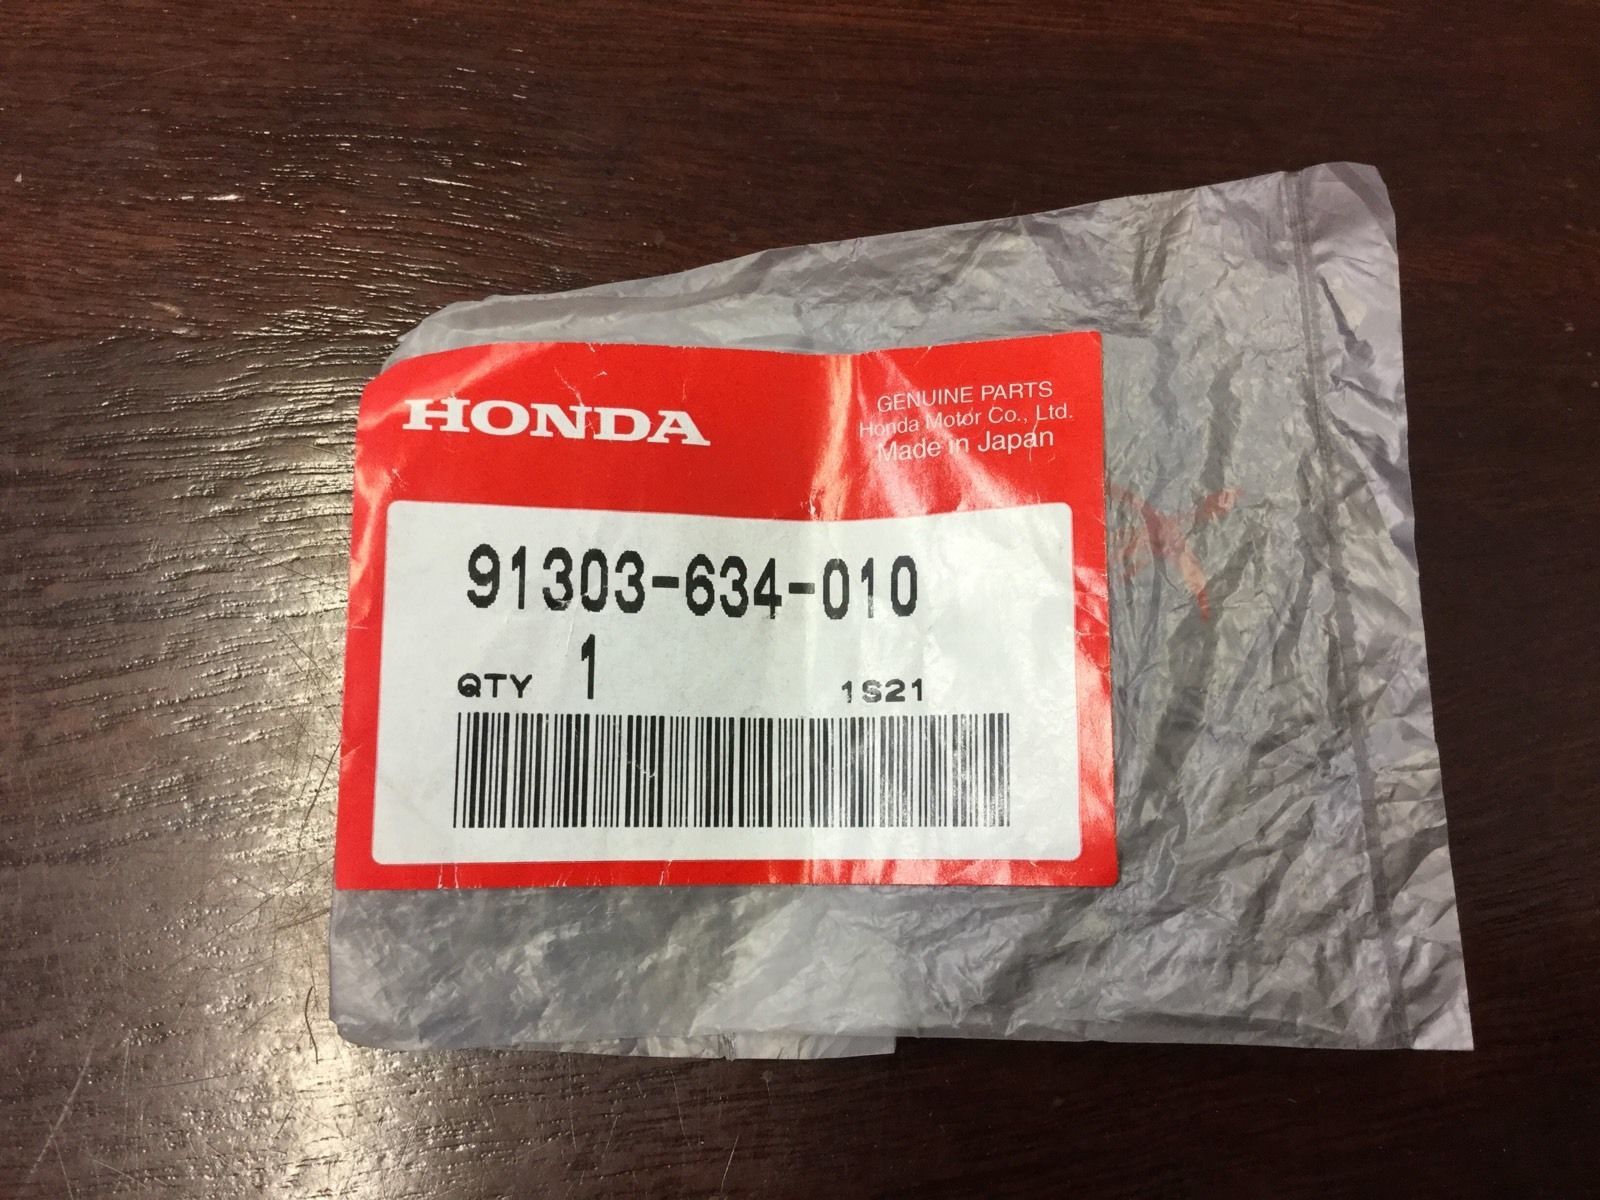 HONDA
GENUINE PARTS
Honda Motor Co., Ltd.
Made in Japan
91303-634-010
QTY 1
1S21